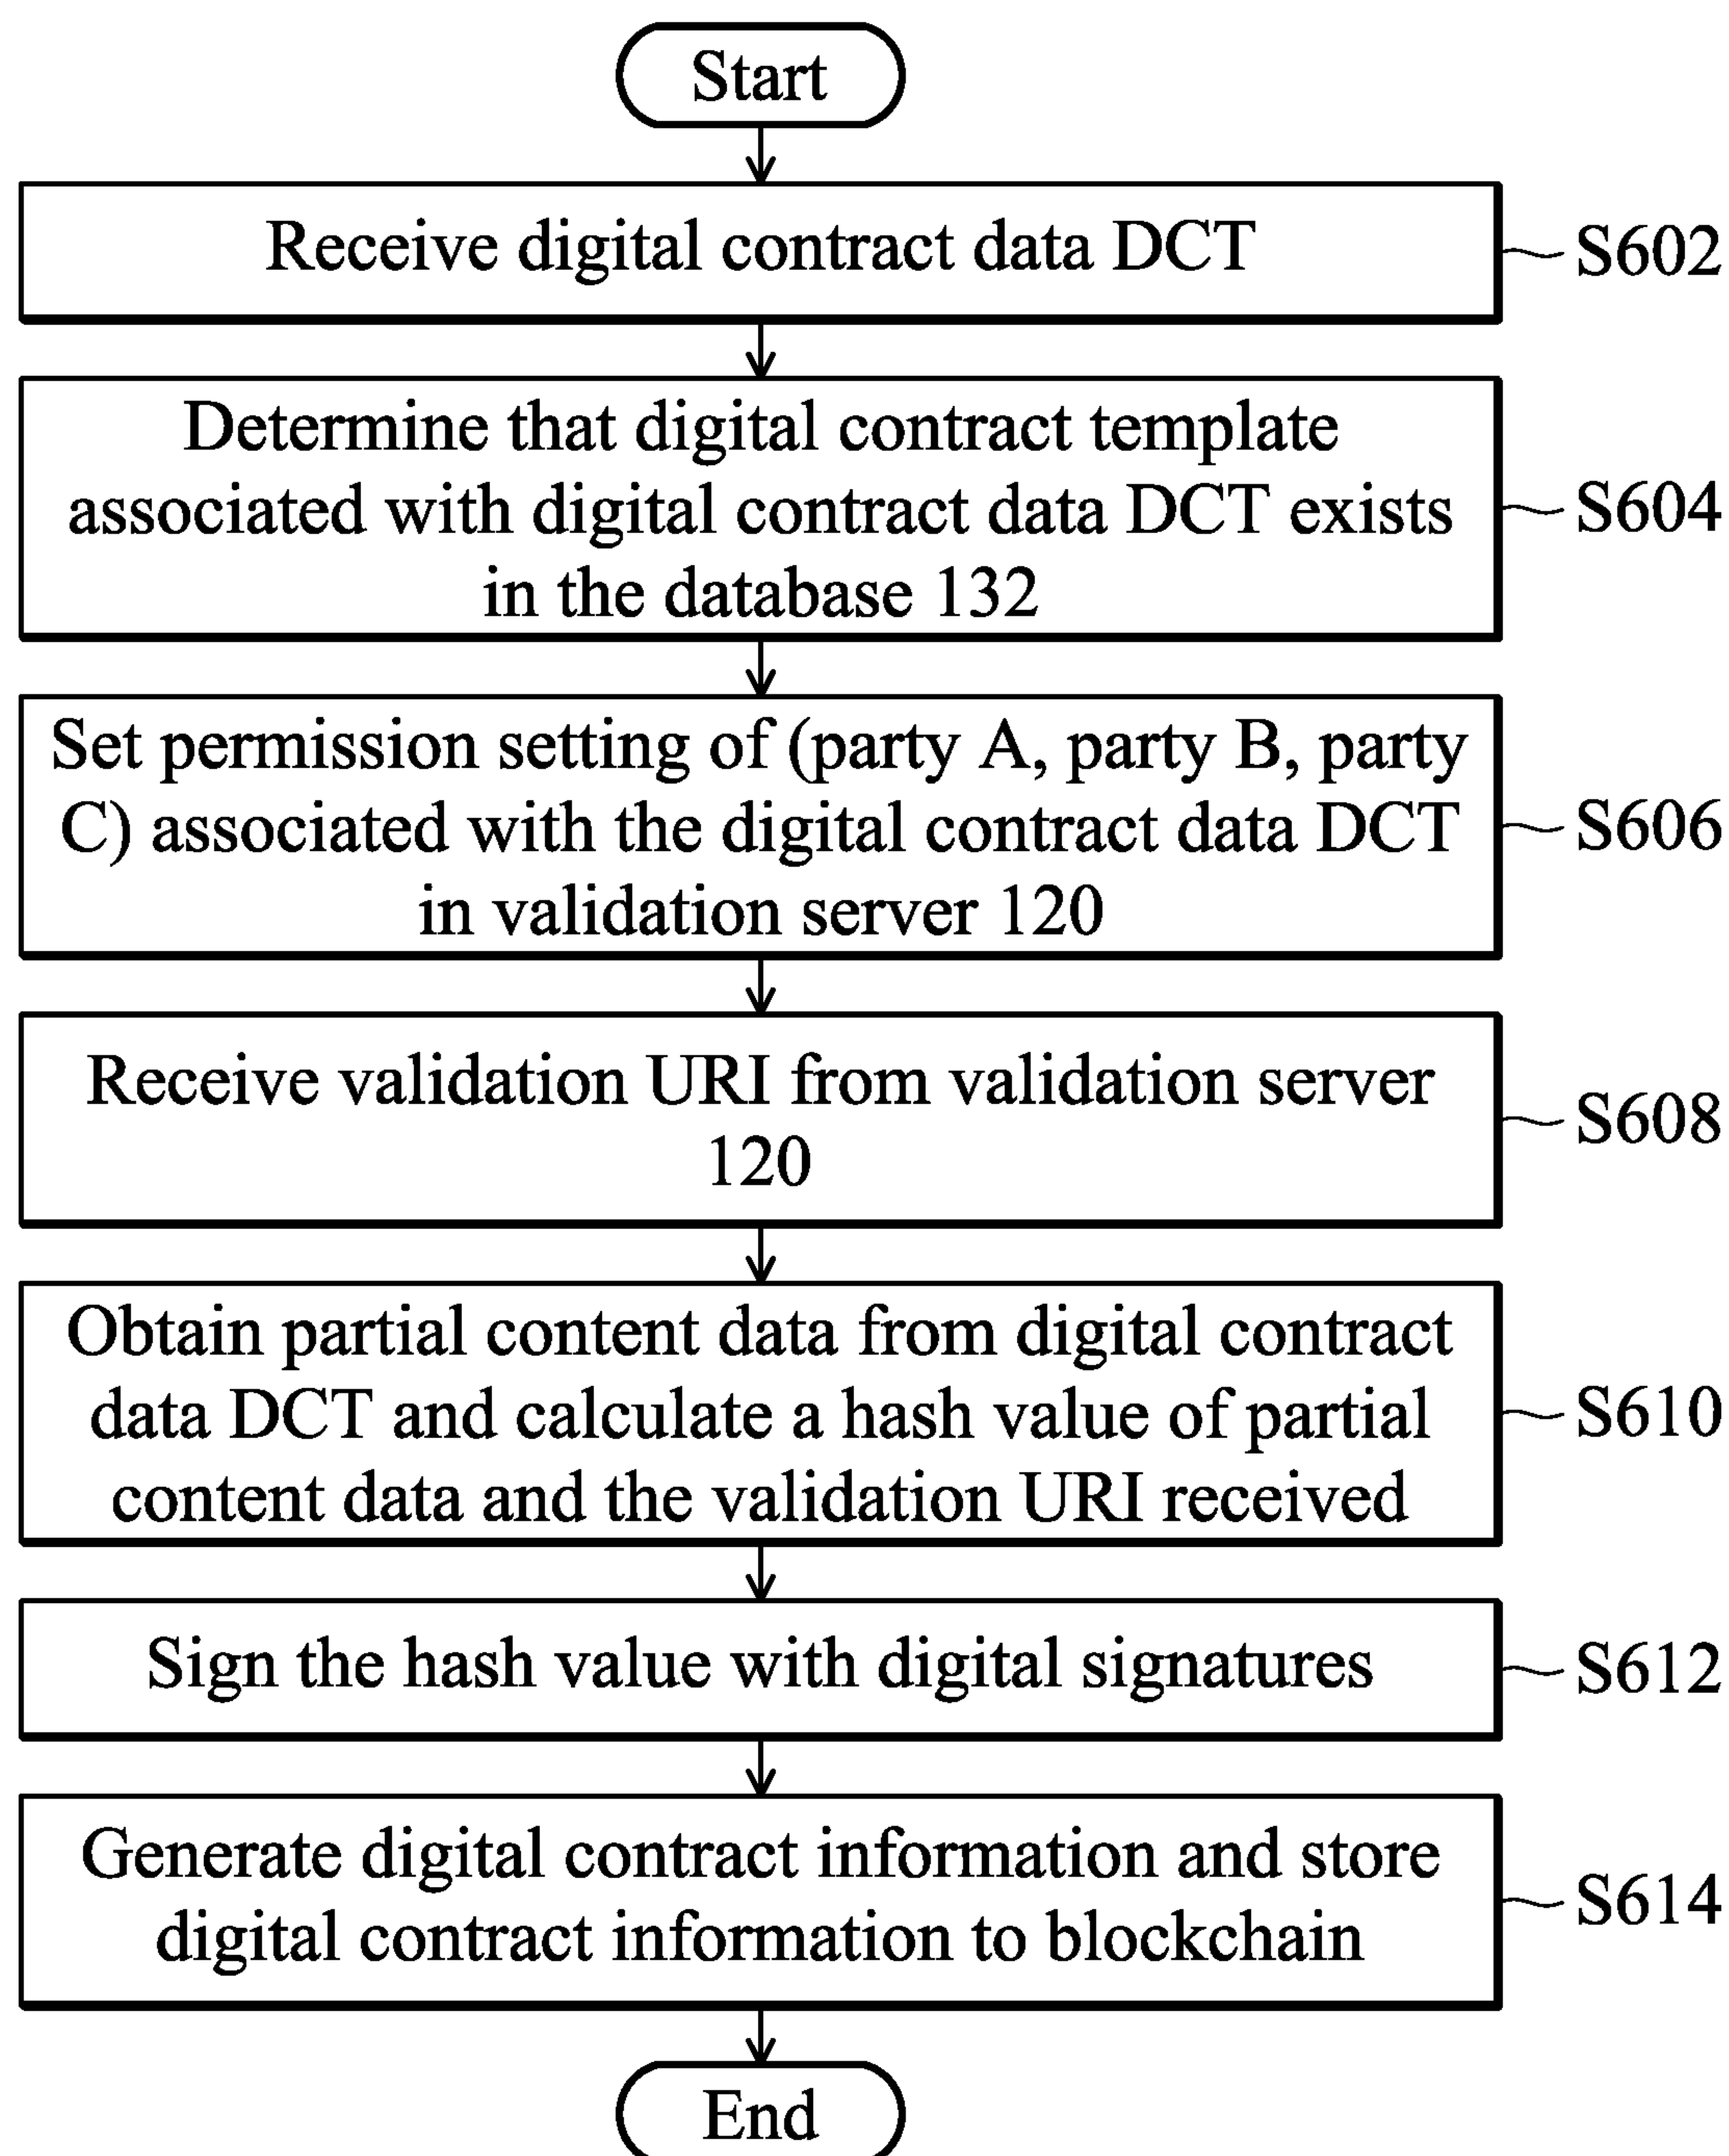 Start
Receive digital contract data DCT
S602
Determine that digital contract template
associated with digital contract data DCT exists
in the database 132
S604
Set permission setting of (party A, party B, party
C) associated with the digital contract data DCT
in validation server 120
S606
Receive validation URI from validation server
120
S608
Obtain partial content data from digital contract
data DCT and calculate a hash value of partial
content data and the validation URI received
S610
Sign the hash value with digital signatures
S612
Generate digital contract information and store
digital contract information to blockchain
S614
End